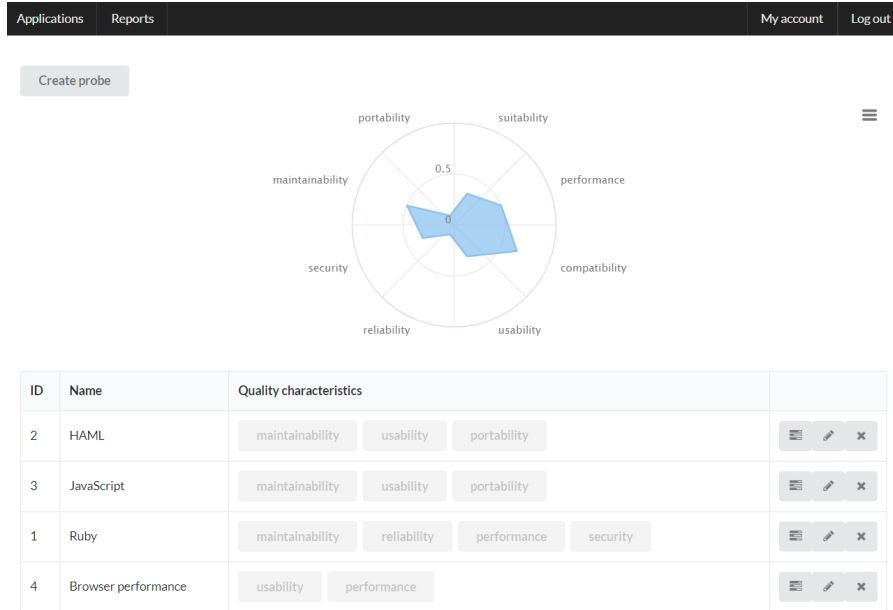 Applications Reports My account Log out
Create probe
portability suitability
0.5
maintainability performance
0
security compatibility
reliability usability
ID Name Quality characteristics
2 HAML maintainability usability portability
3 JavaScript maintainability usability portability
1 Ruby maintainability reliability performance security
4 Browser performance usability performance